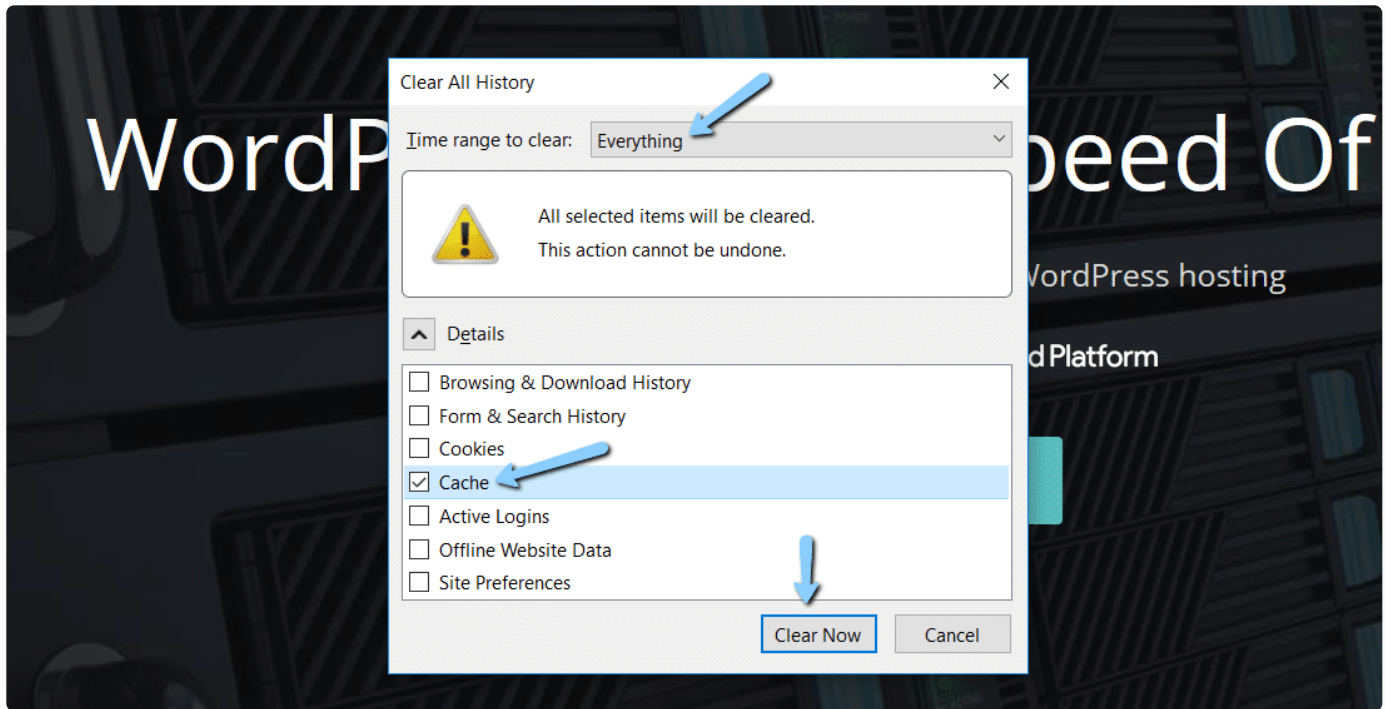 Clear All History
Time range to clear: Everything
WordP peed Of
All selected items will be cleared.
This action cannot be undone.
WordPress hosting
Details
d Platform
Browsing & Download History
Form & Search History
Cookies
Cache
Active Logins
Offline Website Data
Site Preferences
Clear Now Cancel